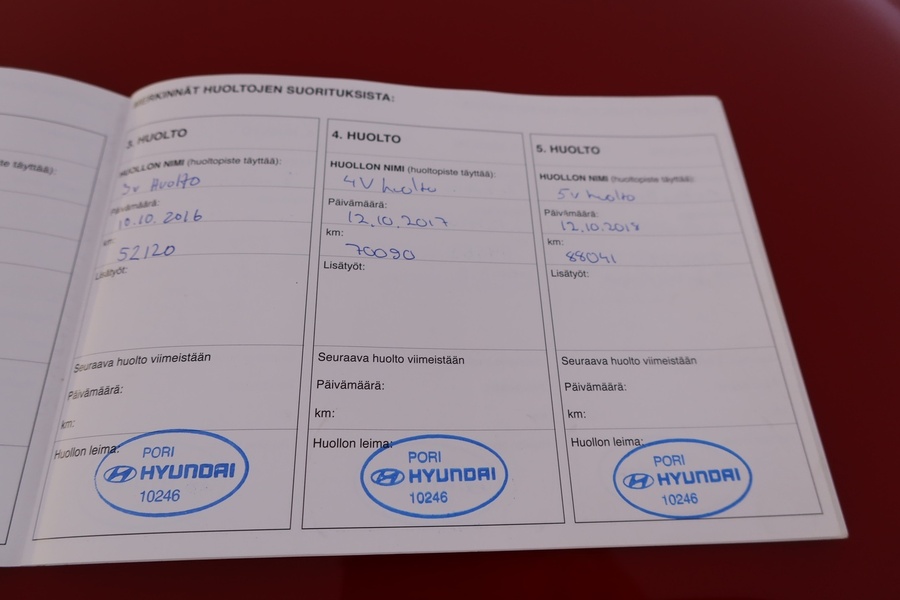 te täyttää):
MERKINNÄT HUOLTOJEN SUORITUKSISTA:
3. HUOLTO
HUOLLON NIMI (huoltopiste täyttää):
3v Huolto
Päivämäärä:
10.10.2016
km:
52120
Lisätyöt:
Seuraava huolto viimeistään
Päivämäärä:
km:
Huollon leima:
PORI
HYUNDAI
10246
4. HUOLTO
HUOLLON NIMI (huoltopiste täyttää):
4V huolto
Päivämäärä:
12.10.2017
km:
70090
Lisätyöt:
Seuraava huolto viimeistään
Päivämäärä:
km:
Huollon leima:
PORI
HYUNDAI
10246
5. HUOLTO
HUOLLON NIMI (huoltopiste täyttää):
5v huolto
Päivämäärä:
12.10.2018
km:
88041
Lisätyöt:
Seuraava huolto viimeistään
Päivämäärä:
km:
Huollon leima:
PORI
HYUNDAI
10246